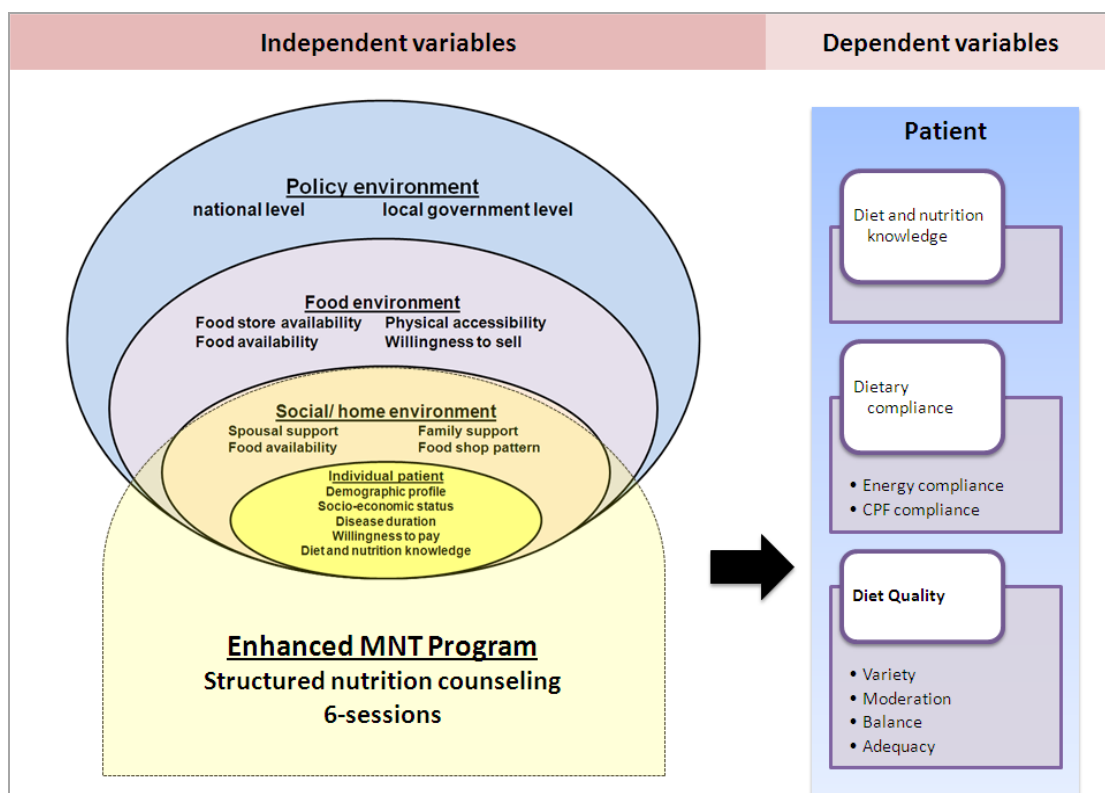 Independent variables
Dependent variables
Policy environment
national level
local government level
Food environment
Food store availability
Physical accessibility
Food availability
Willingness to sell
Social/ home environment
Spousal support
Family support
Food availability
Food shop pattern
Individual patient
Demographic profile
Socio-economic status
Disease duration
Willingness to pay
Diet and nutrition knowledge
Enhanced MNT Program
Structured nutrition counseling
6-sessions
Patient
Diet and nutrition
knowledge
Dietary
compliance
• Energy compliance
• CPF compliance
Diet Quality
• Variety
• Moderation
• Balance
• Adequacy